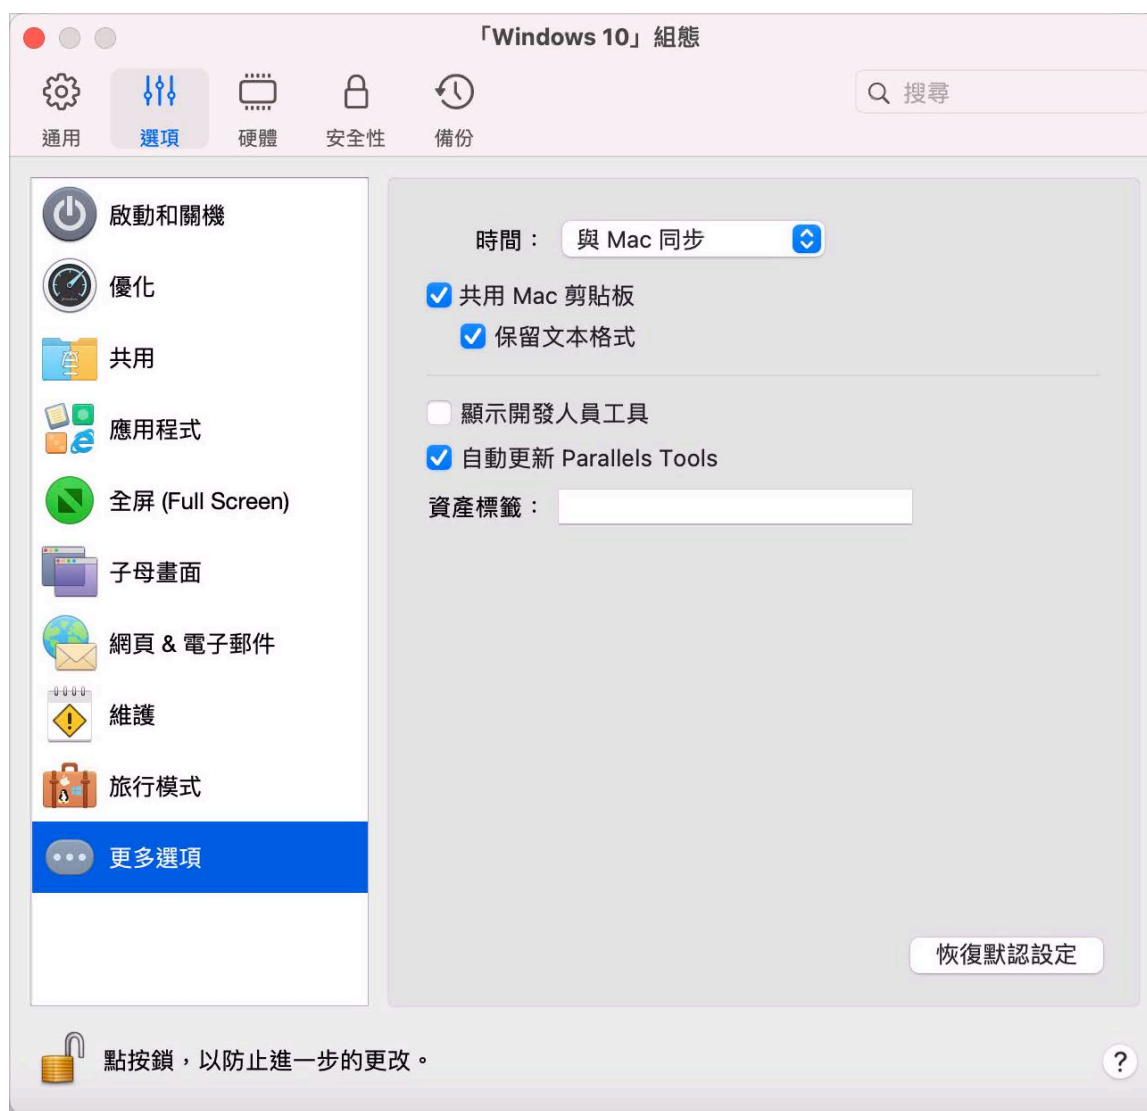 「Windows 10」組態
通用
選項
硬體
安全性
備份
搜尋
啟動和關機
優化
共用
應用程式
全屏 (Full Screen)
子母畫面
網頁 & 電子郵件
維護
旅行模式
更多選項
時間：
與 Mac 同步
共用 Mac 剪貼板
保留文本格式
顯示開發人員工具
自動更新 Parallels Tools
資產標籤：
恢復默認設定
點按鎖，以防止進一步的更改。
?